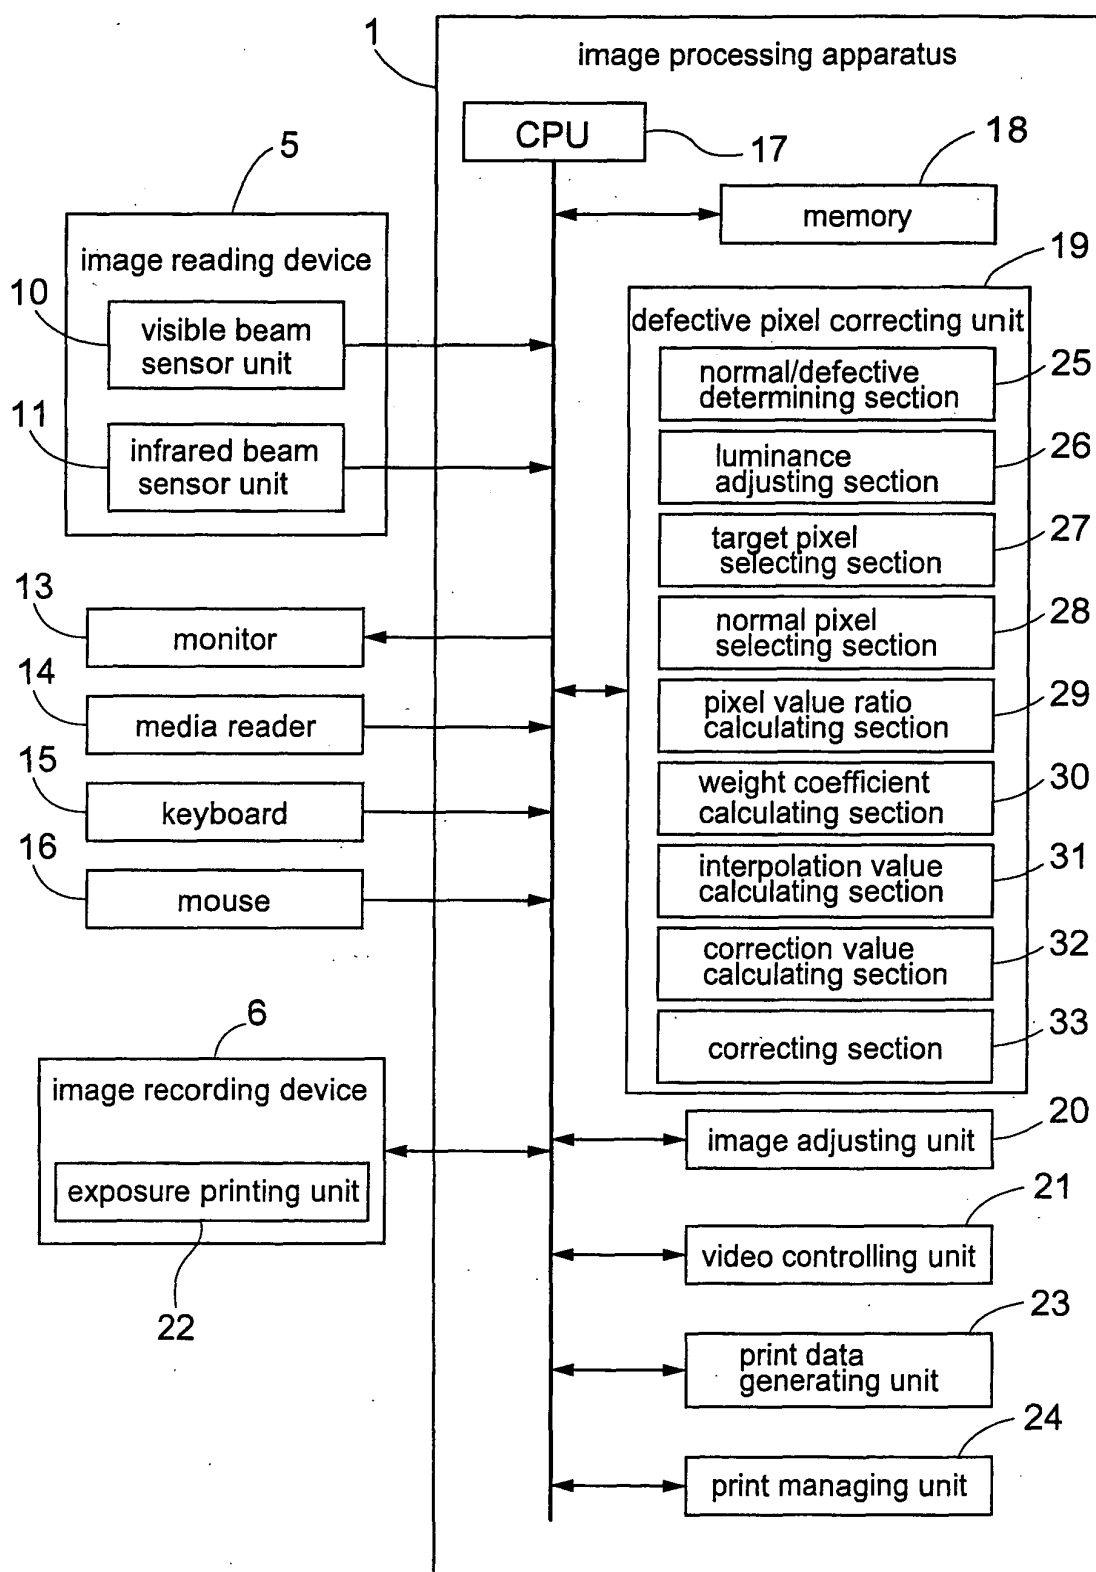 1
image processing apparatus
CPU
17
18
memory
5
image reading device
10
visible beam
sensor unit
11
infrared beam
sensor unit
19
defective pixel correcting unit
normal/defective
determining section
25
luminance
adjusting section
26
target pixel
selecting section
27
normal pixel
selecting section
28
pixel value ratio
calculating section
29
weight coefficient
calculating section
30
interpolation value
calculating section
31
correction value
calculating section
32
correcting section
33
13
monitor
14
media reader
15
keyboard
16
mouse
6
image recording device
exposure printing unit
22
image adjusting unit
20
21
video controlling unit
23
print data
generating unit
24
print managing unit